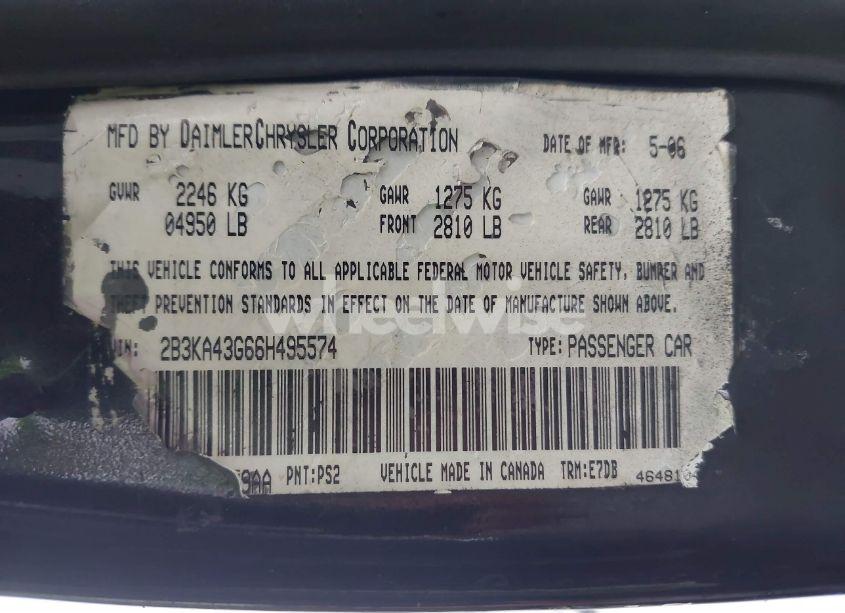 MFD BY DAIMLERCHRYSLER CORPORATION DATE OF MFR: 5-06
GVWR 2246 KG GAWR 1275 KG GAWR 1275 KG
04950 LB FRONT 2810 LB REAR 2810 LB
THIS VEHICLE CONFORMS TO ALL APPLICABLE FEDERAL MOTOR VEHICLE SAFETY, BUMPER AND
THEFT PREVENTION STANDARDS IN EFFECT ON THE DATE OF MANUFACTURE SHOWN ABOVE.
wheelwise
VIN: 2B3KA43G66H495574 TYPE: PASSENGER CAR
9AA PNT:PS2 VEHICLE MADE IN CANADA TRM:E7DB